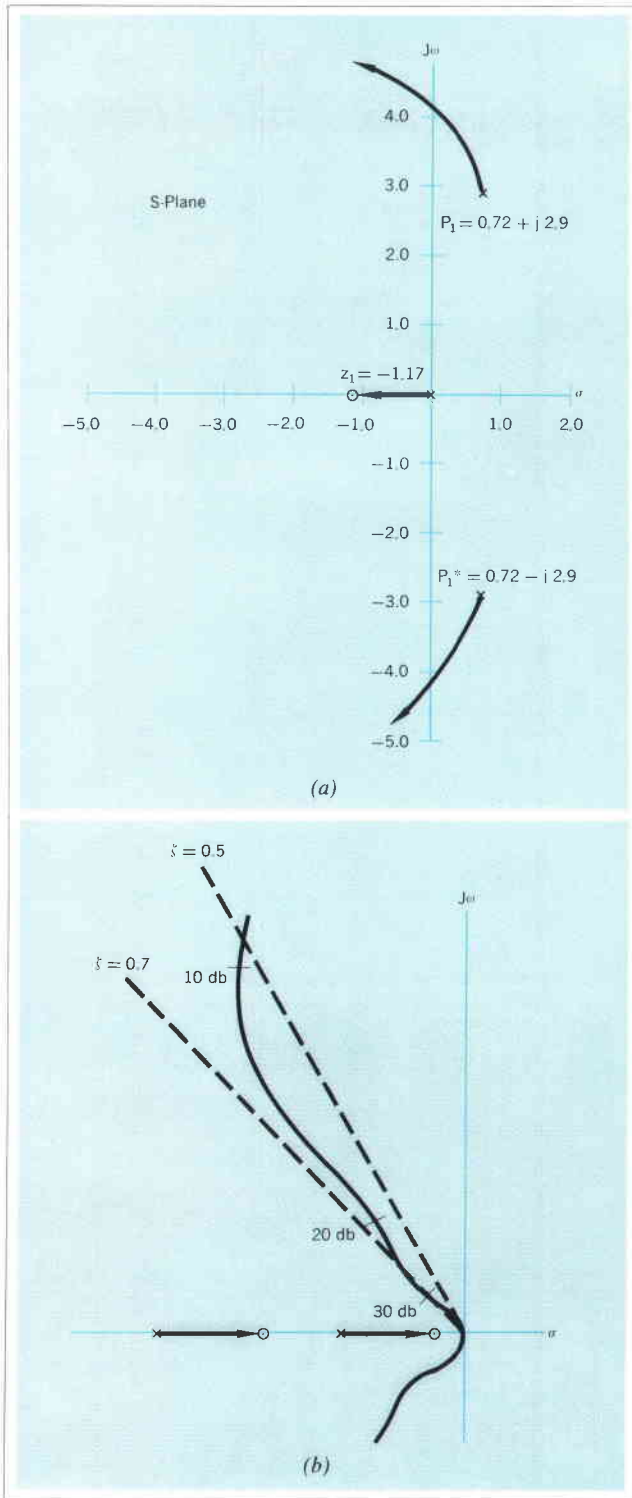 Jω
4.0
3.0
S-Plane
P₁ = 0.72 + j 2.9
2.0
1.0
z₁ = −1.17
σ
−5.0 −4.0 −3.0 −2.0 −1.0 1.0 2.0
−1.0
−2.0
P₁* = 0.72 − j 2.9
−3.0
−4.0
−5.0
(a)
ζ = 0.5
Jω
ζ = 0.7
10 db
20 db
30 db
σ
(b)